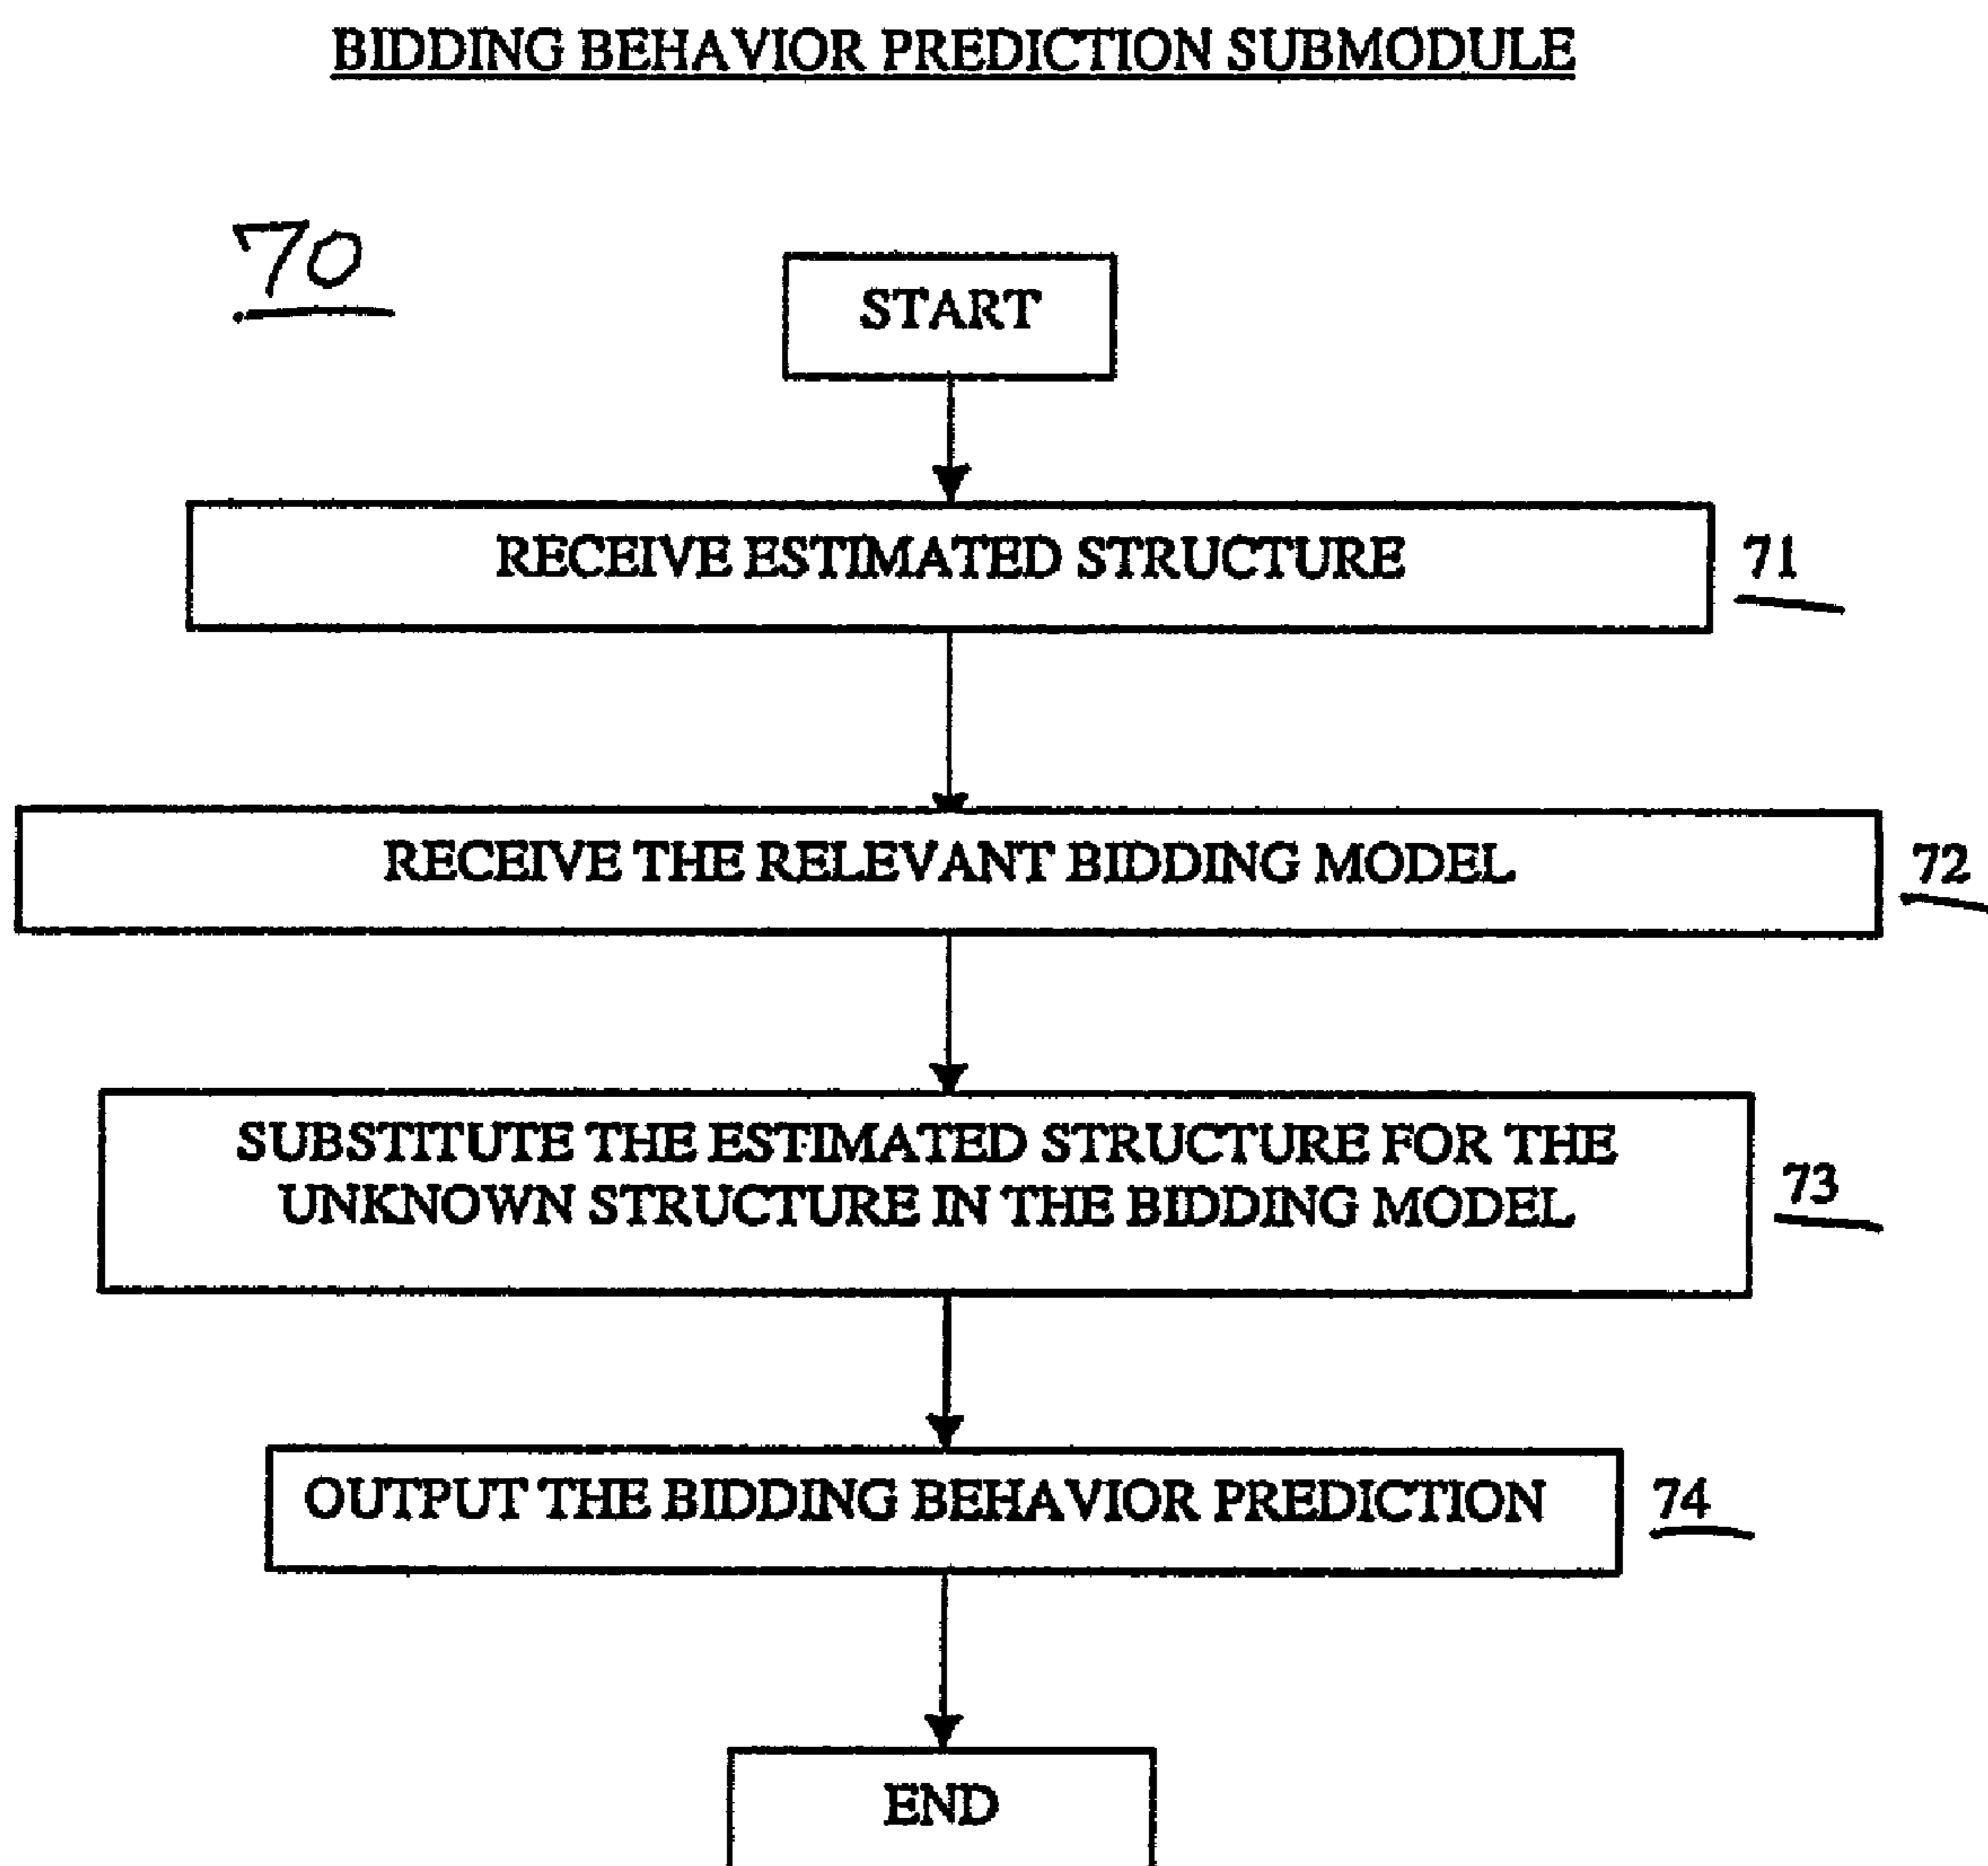 BIDDING BEHAVIOR PREDICTION SUBMODULE
70
START
RECEIVE ESTIMATED STRUCTURE
71
RECEIVE THE RELEVANT BIDDING MODEL
72
SUBSTITUTE THE ESTIMATED STRUCTURE FOR THE
UNKNOWN STRUCTURE IN THE BIDDING MODEL
73
OUTPUT THE BIDDING BEHAVIOR PREDICTION
74
END